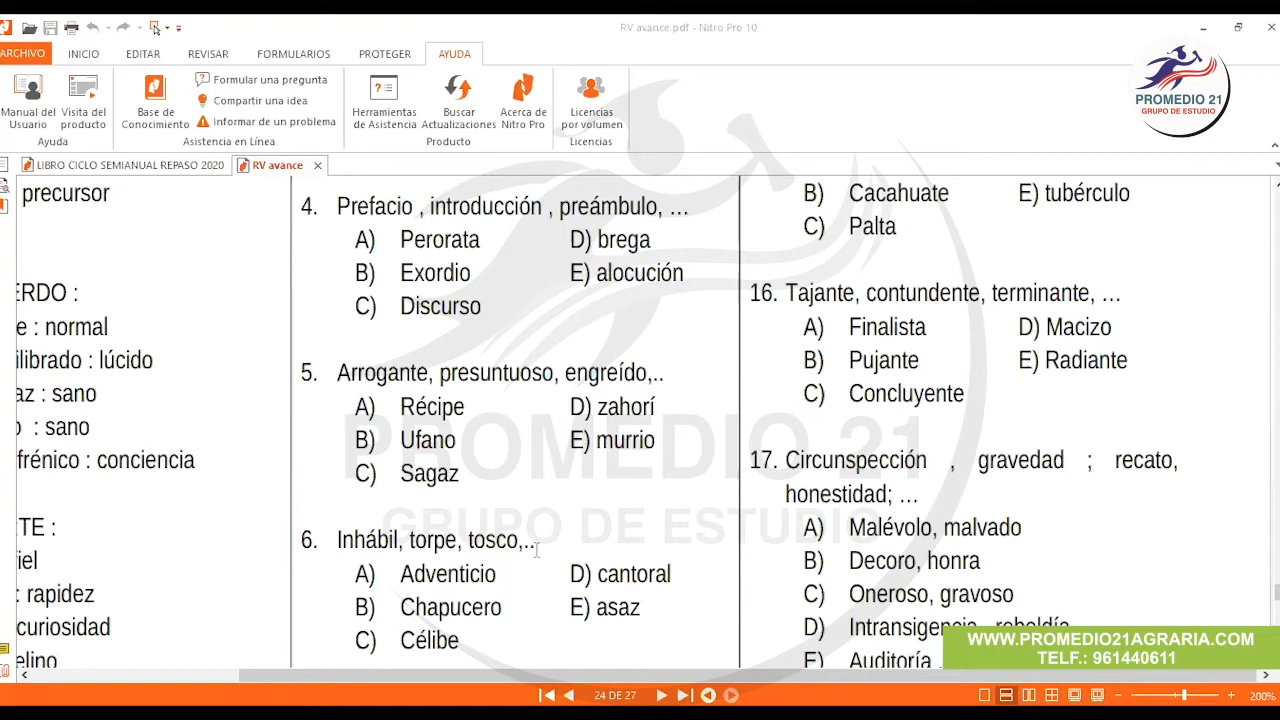 RV avance.pdf - Nitro Pro 10
ARCHIVO INICIO EDITAR REVISAR FORMULARIOS PROTEGER AYUDA
Manual del Usuario
Visita del producto
Ayuda
Base de Conocimiento
Formular una pregunta
Compartir una idea
Informar de un problema
Asistencia en Línea
Herramientas de Asistencia
Buscar Actualizaciones
Acerca de Nitro Pro
Producto
Licencias por volumen
Licencias
PROMEDIO 21
GRUPO DE ESTUDIO
LIBRO CICLO SEMIANUAL REPASO 2020
RV avance
precursor
ERDO :
e : normal
ilibrado : lúcido
az : sano
o : sano
frénico : conciencia
TE :
iel
: rapidez
curiosidad
elino
4. Prefacio , introducción , preámbulo, …
A) Perorata D) brega
B) Exordio E) alocución
C) Discurso
5. Arrogante, presuntuoso, engreído,..
A) Récipe D) zahorí
B) Ufano E) murrio
C) Sagaz
6. Inhábil, torpe, tosco,..
A) Adventicio D) cantoral
B) Chapucero E) asaz
C) Célibe
B) Cacahuate E) tubérculo
C) Palta
16. Tajante, contundente, terminante, …
A) Finalista D) Macizo
B) Pujante E) Radiante
C) Concluyente
17. Circunspección , gravedad ; recato,
honestidad; …
A) Malévolo, malvado
B) Decoro, honra
C) Oneroso, gravoso
D) Intransigencia, rebeldía
E) Auditoría
PROMEDIO 21
GRUPO DE ESTUDIO
WWW.PROMEDIO21AGRARIA.COM
TELF.: 961440611
24 DE 27
200%